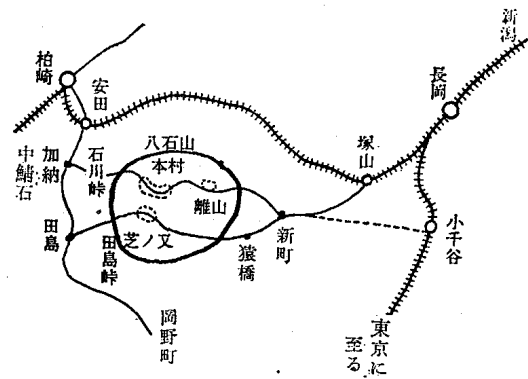 新潟
長岡
柏崎
安田
塚山
八石山
本村
離山
石川峠
加納
中鯖石
小千谷
新町
猿橋
芝ノ又
田島峠
田島
岡野町
東京に
至る